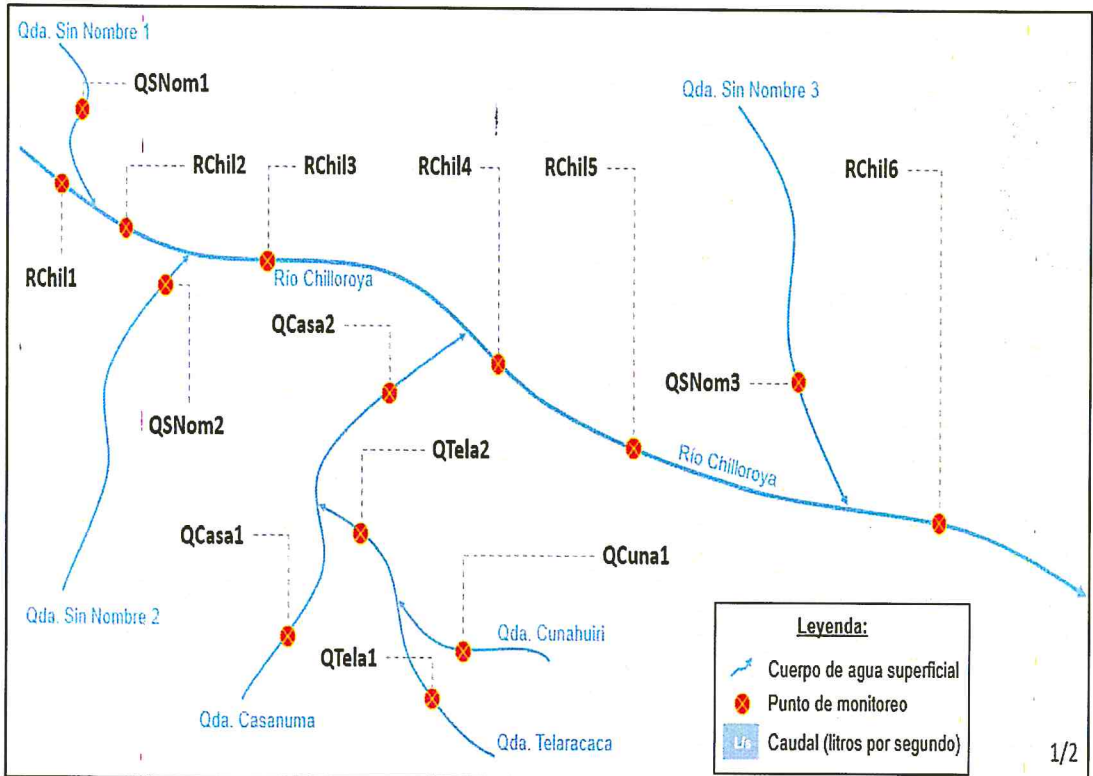 Qda. Sin Nombre 1
QSNom1
Qda. Sin Nombre 3
RChil2
RChil3
RChil4
RChil5
RChil6
RChil1
Río Chilloroya
QCasa2
QSNom3
QSNom2
QTela2
Río Chilloroya
QCasa1
QCuna1
Qda. Sin Nombre 2
Qda. Cunahuiri
QTela1
Qda. Casanuma
Qda. Telaracaca
Leyenda:
Cuerpo de agua superficial
Punto de monitoreo
L/s Caudal (litros por segundo)
1/2